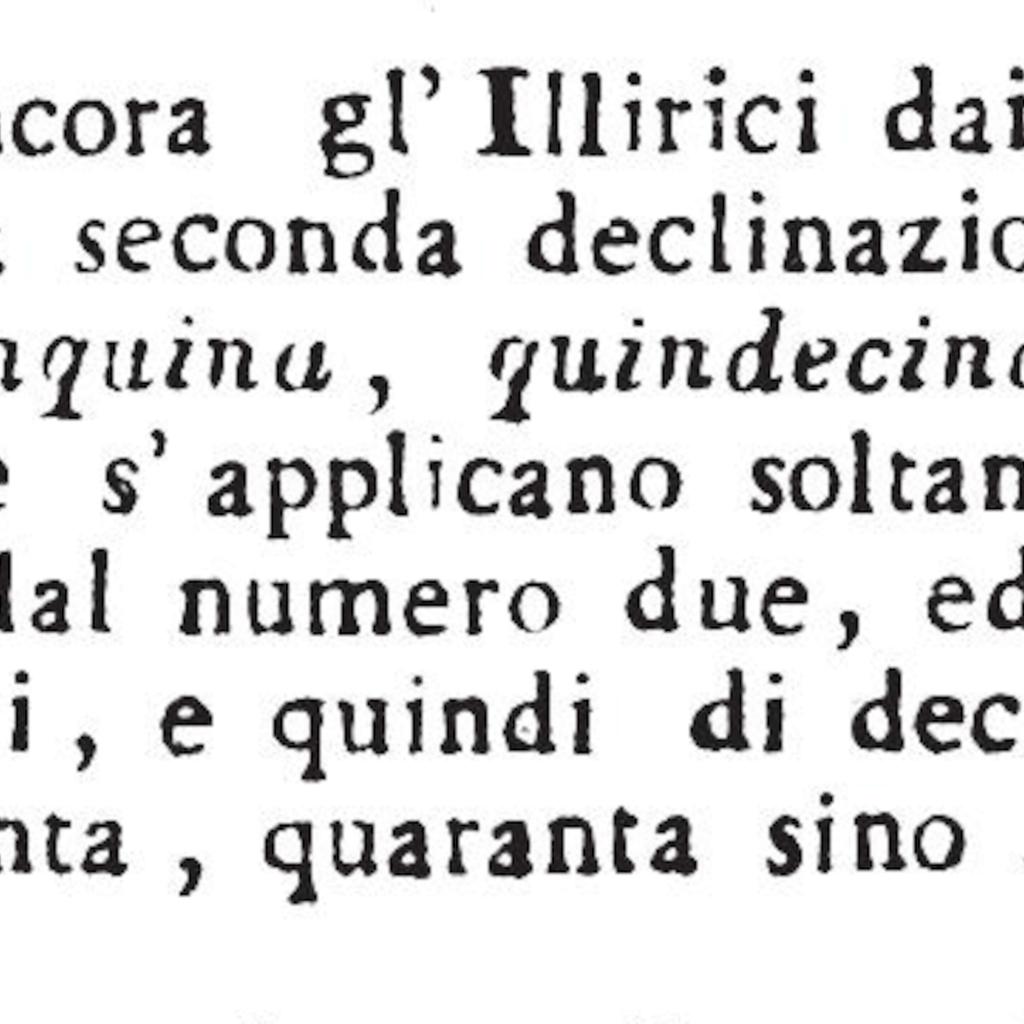 ncora gl' Illirici dai
seconda declinazio
nquina, quindecina
e s' applicano soltan
dal numero due, ed
i, e quindi di dec
nta, quaranta sino